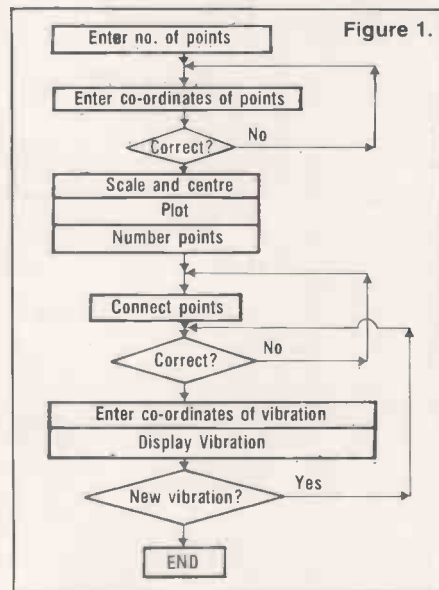 Figure 1.
Enter no. of points
Enter co-ordinates of points
Correct?
No
Scale and centre
Plot
Number points
Connect points
Correct?
No
Enter co-ordinates of vibration
Display Vibration
New vibration?
Yes
END